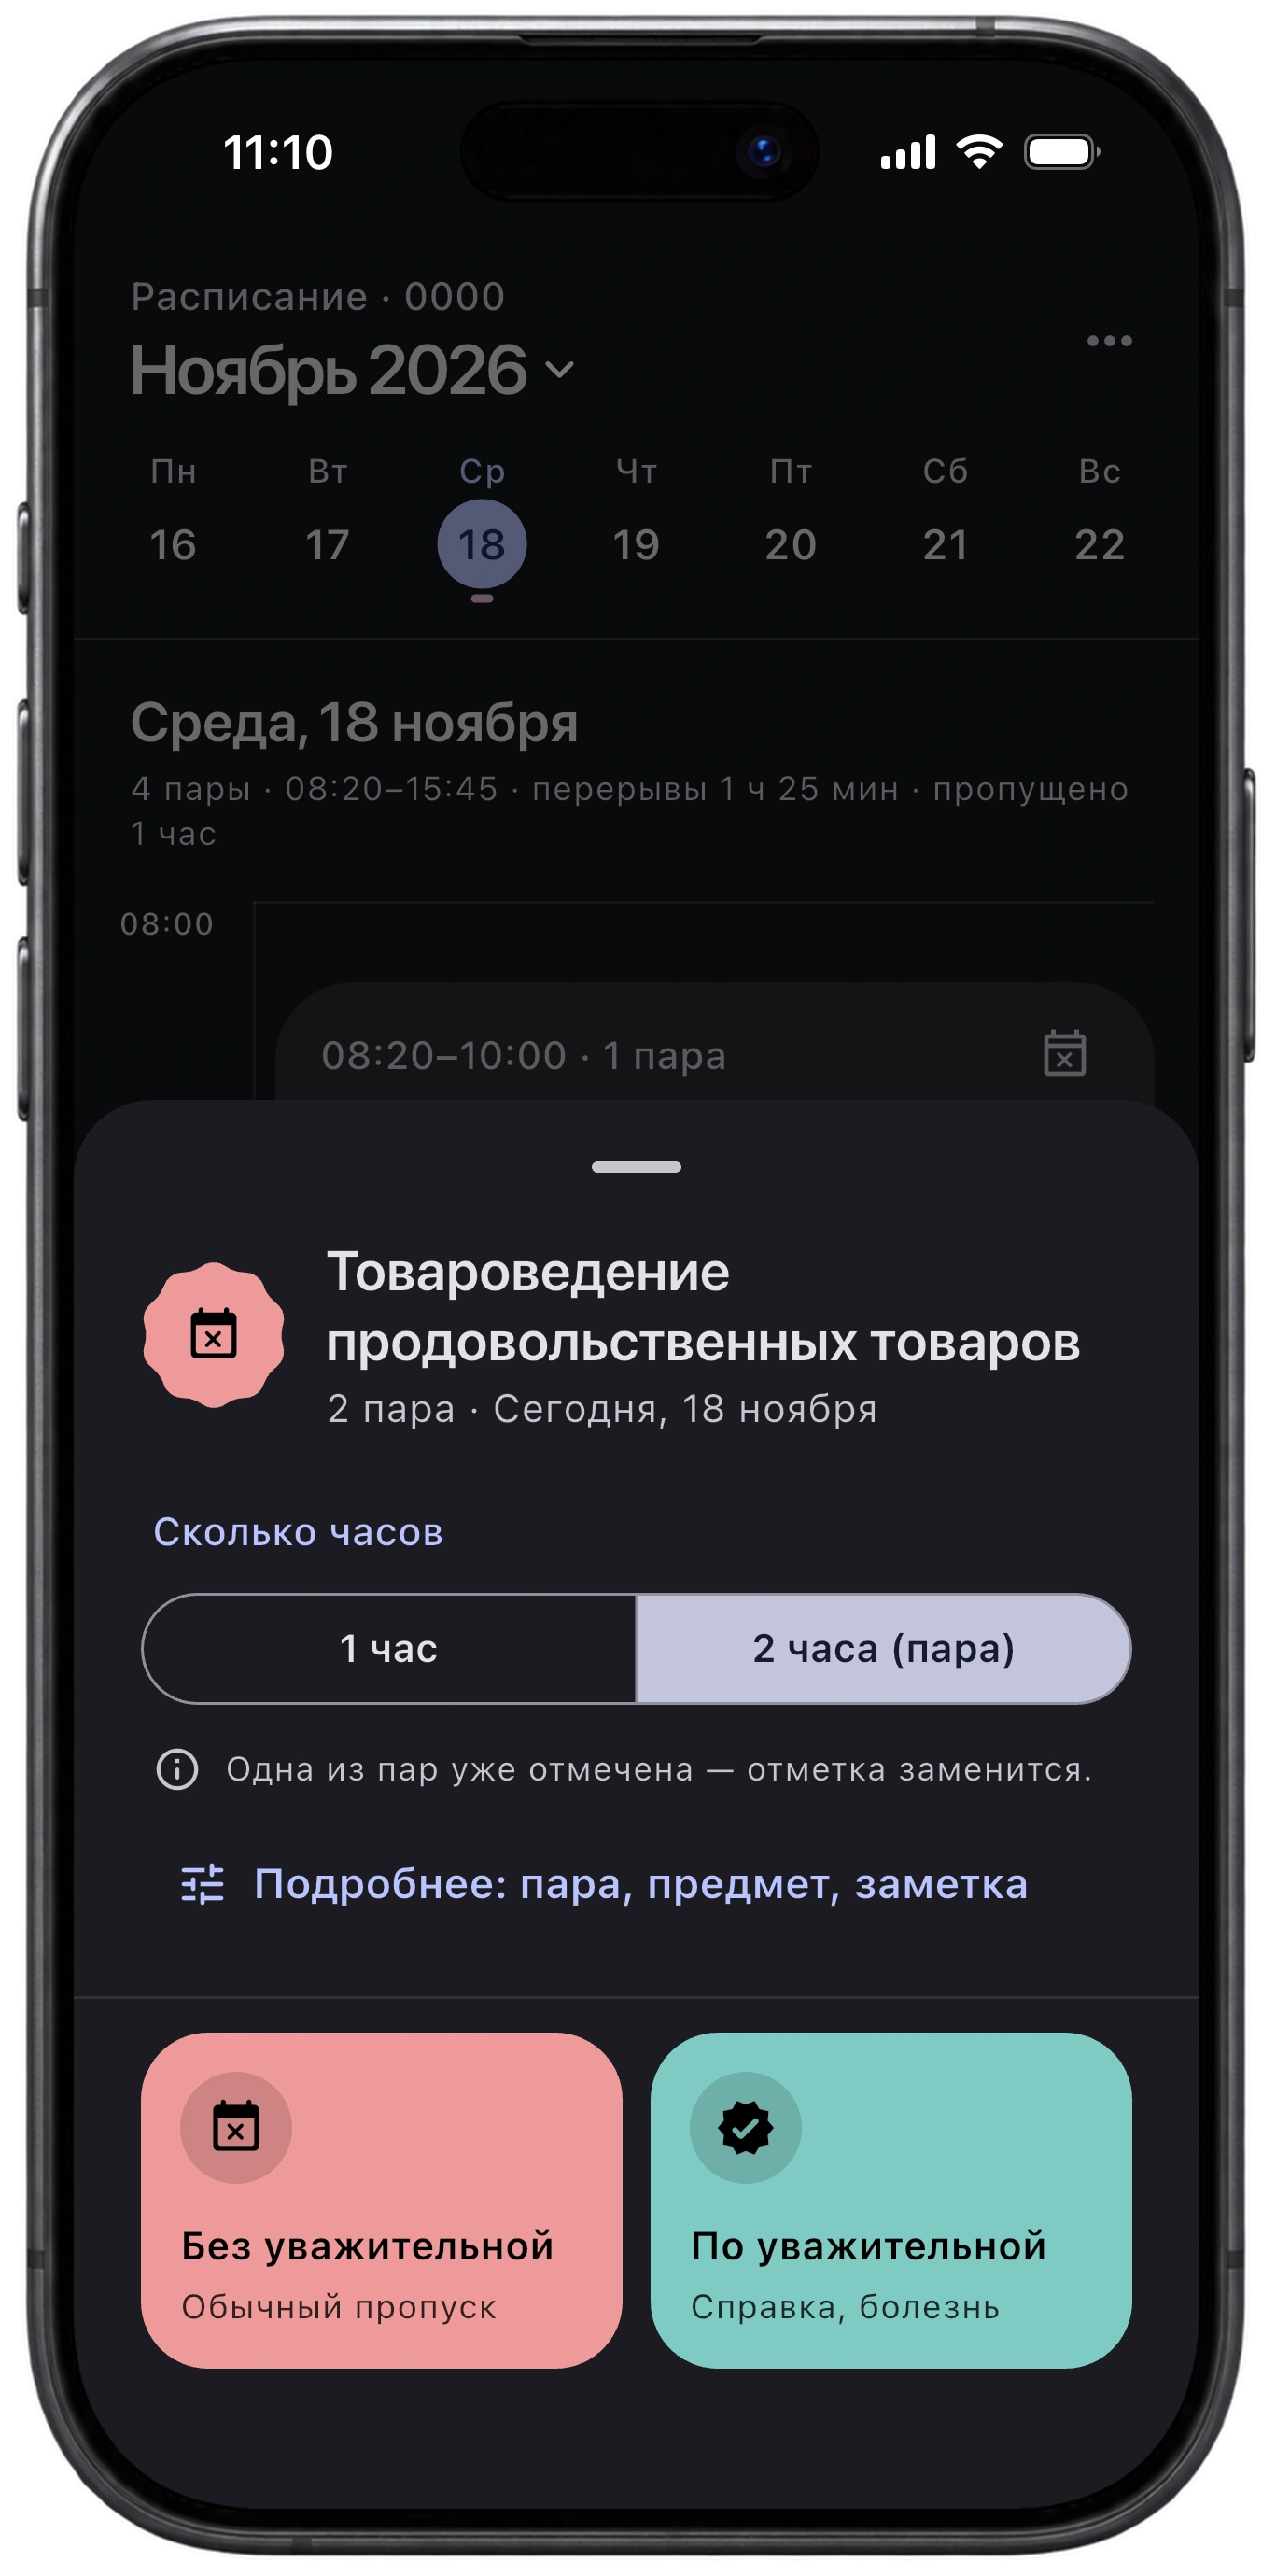 11:10
Расписание · 0000
Ноябрь 2026
Пн Вт Ср Чт Пт Сб Вс
16 17 18 19 20 21 22
Среда, 18 ноября
4 пары · 08:20–15:45 · перерывы 1 ч 25 мин · пропущено
1 час
08:00
08:20–10:00 · 1 пара
Товароведение
продовольственных товаров
2 пара · Сегодня, 18 ноября
Сколько часов
1 час 2 часа (пара)
Одна из пар уже отмечена — отметка заменится.
Подробнее: пара, предмет, заметка
Без уважительной
Обычный пропуск
По уважительной
Справка, болезнь